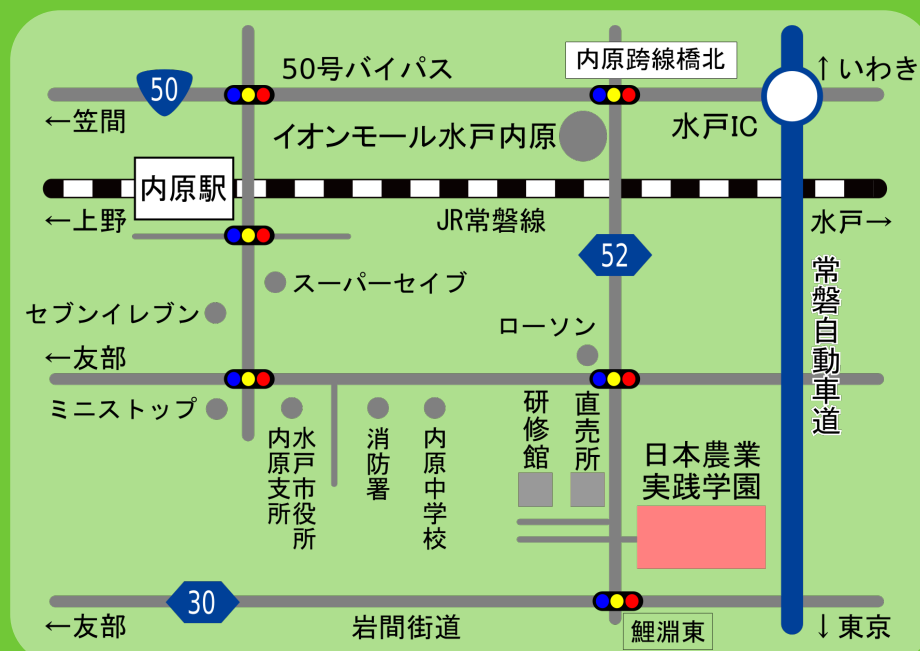 内原跨線橋北
50号バイパス
↑いわき
50
←笠間
イオンモール水戸内原
水戸IC
内原駅
←上野
JR常磐線
水戸→
52
常磐自動車道
スーパーセイブ
セブンイレブン
ローソン
←友部
ミニストップ
水戸市役所
内原支所
消防署
内原中学校
研修館
直売所
日本農業
実践学園
30
←友部
岩間街道
鯉淵東
↓東京